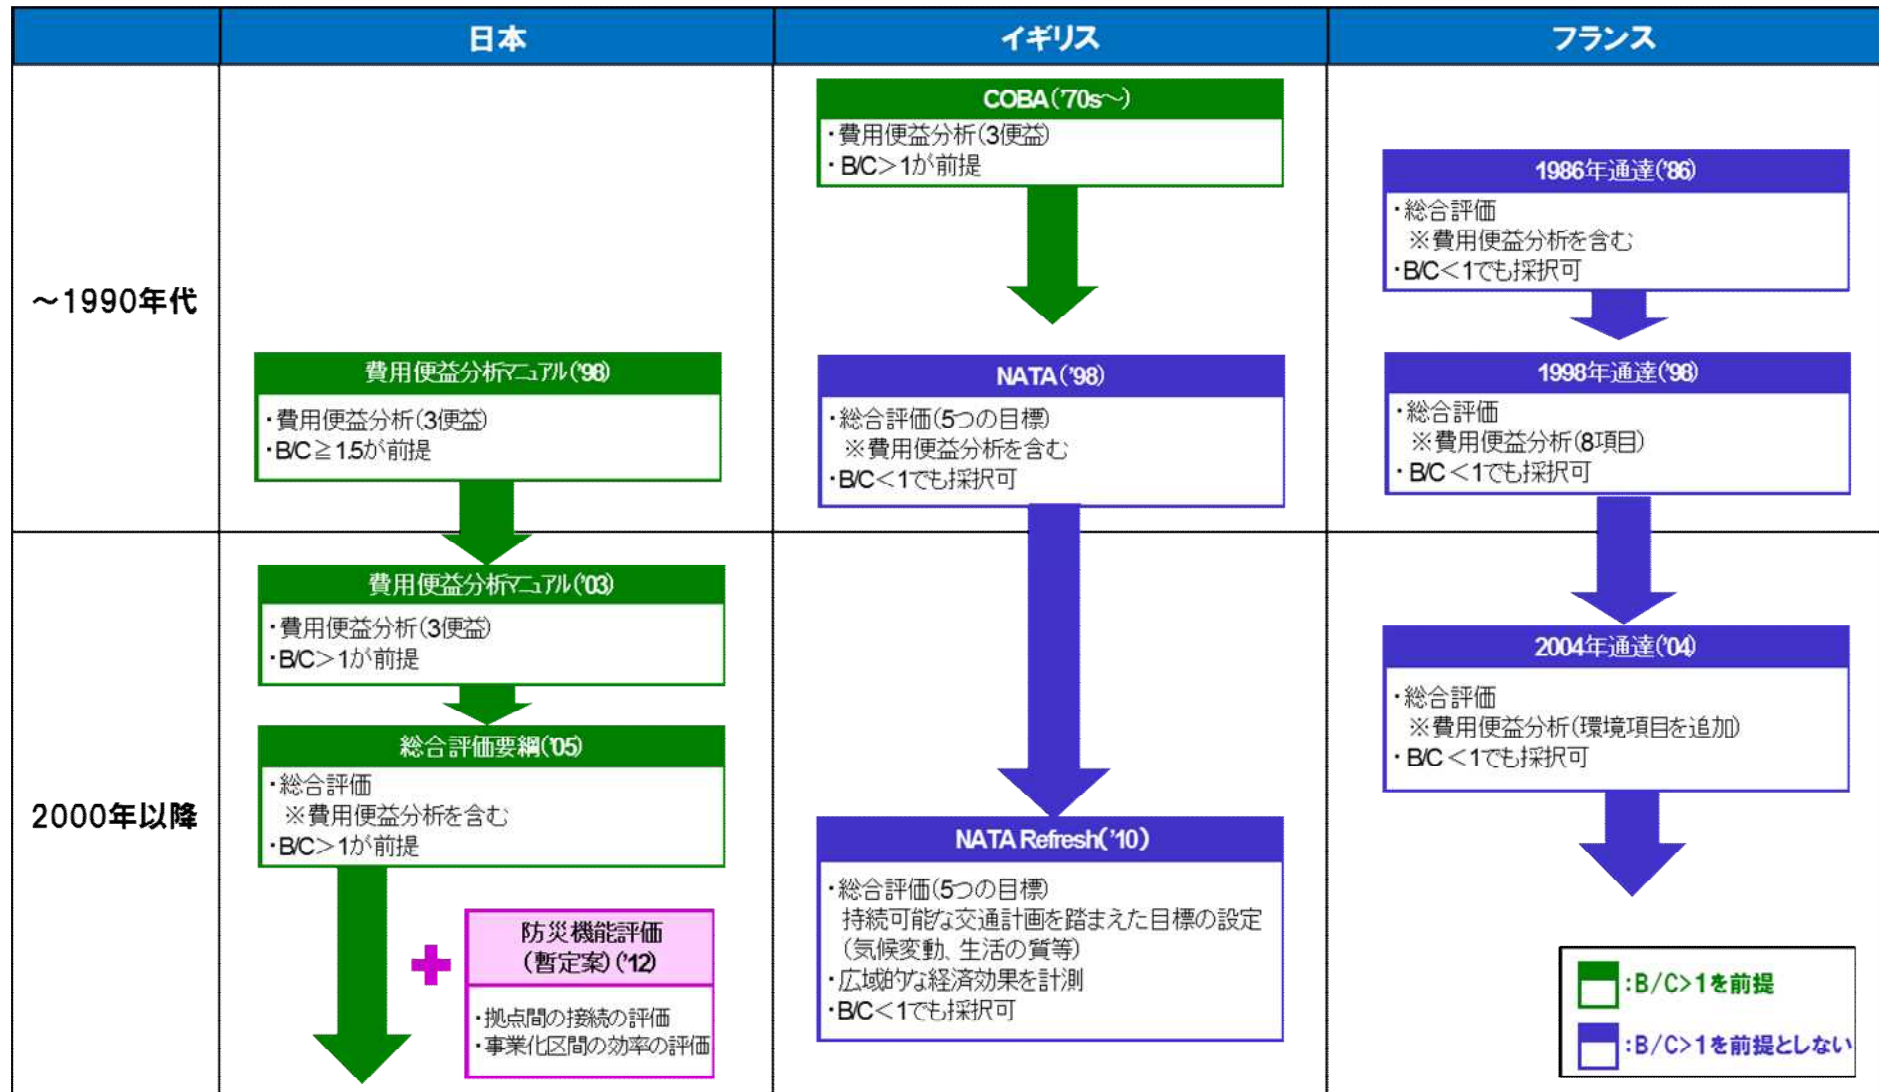 日本
イギリス
フランス
～1990年代
費用便益分析マニュアル('98)
・費用便益分析(3便益)
・B/C≧1.5が前提
COBA('70s～)
・費用便益分析(3便益)
・B/C＞1が前提
NATA('98)
・総合評価(5つの目標)
※費用便益分析を含む
・B/C＜1でも採択可
1986年通達('86)
・総合評価
※費用便益分析を含む
・B/C＜1でも採択可
1998年通達('98)
・総合評価
※費用便益分析(8項目)
・B/C＜1でも採択可
2000年以降
費用便益分析マニュアル('03)
・費用便益分析(3便益)
・B/C＞1が前提
総合評価要綱('05)
・総合評価
※費用便益分析を含む
・B/C＞1が前提
防災機能評価
(暫定案)('12)
・拠点間の接続の評価
・事業化区間の効率の評価
NATA Refresh('10)
・総合評価(5つの目標)
持続可能な交通計画を踏まえた目標の設定
(気候変動、生活の質等)
・広域的な経済効果を計測
・B/C＜1でも採択可
2004年通達('04)
・総合評価
※費用便益分析(環境項目を追加)
・B/C＜1でも採択可
:B/C>1を前提
:B/C>1を前提としない